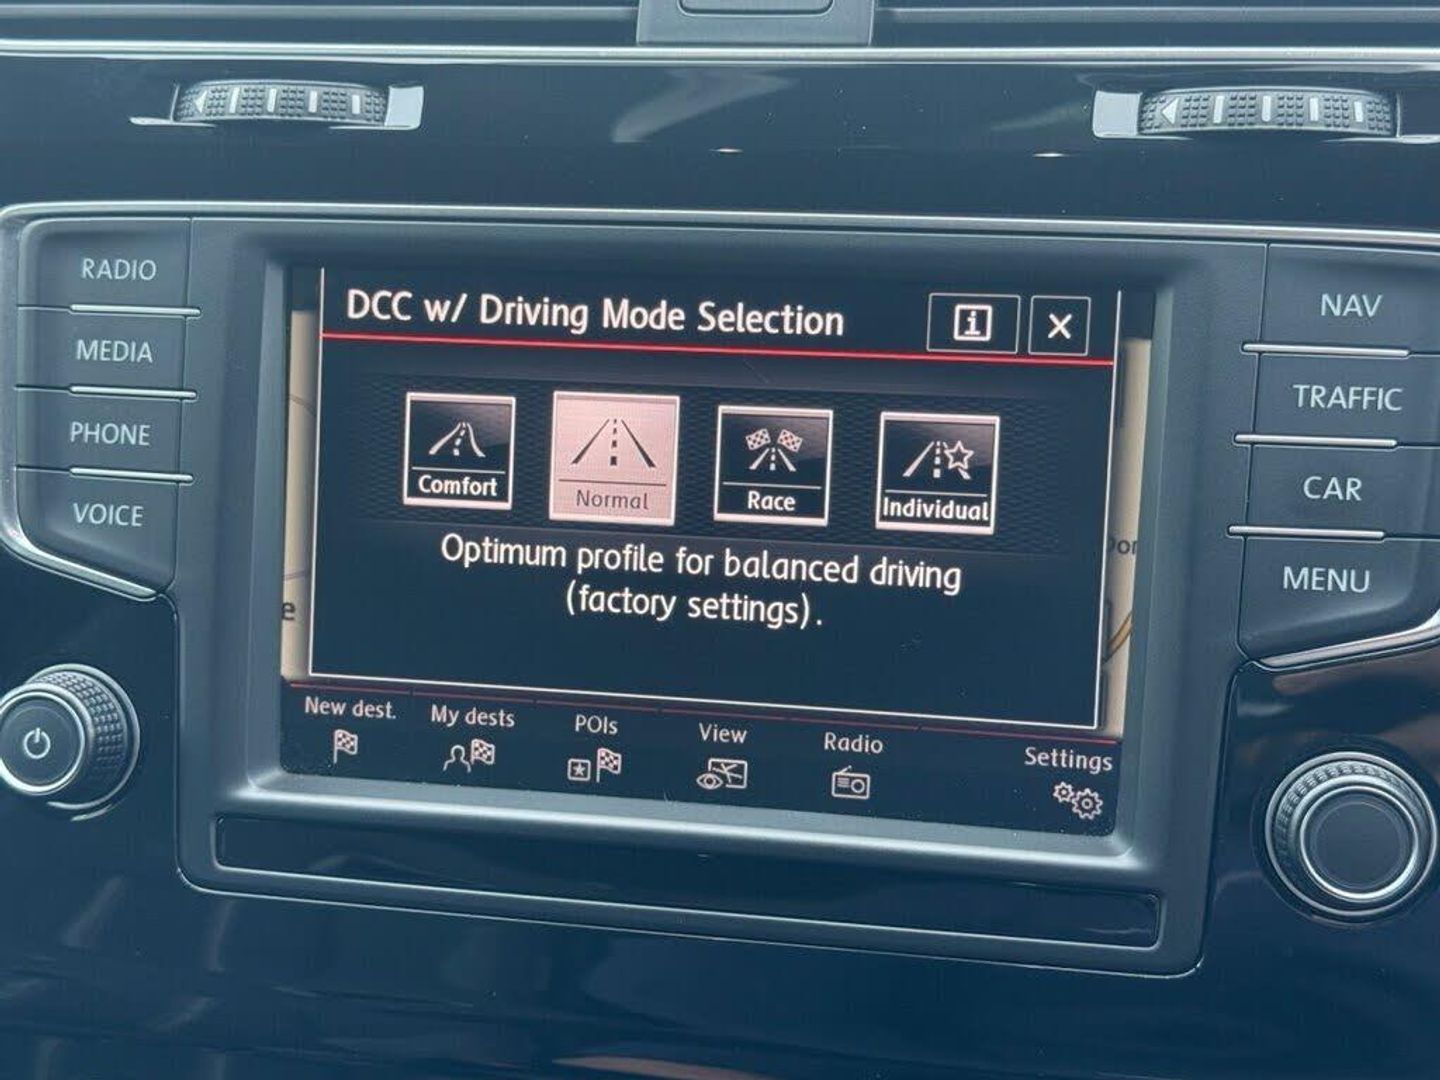 RADIO
MEDIA
PHONE
VOICE
DCC w/ Driving Mode Selection
i
X
Comfort
Normal
Race
Individual
Optimum profile for balanced driving
(factory settings).
e
New dest.
My dests
POIs
View
Radio
Settings
NAV
TRAFFIC
CAR
MENU